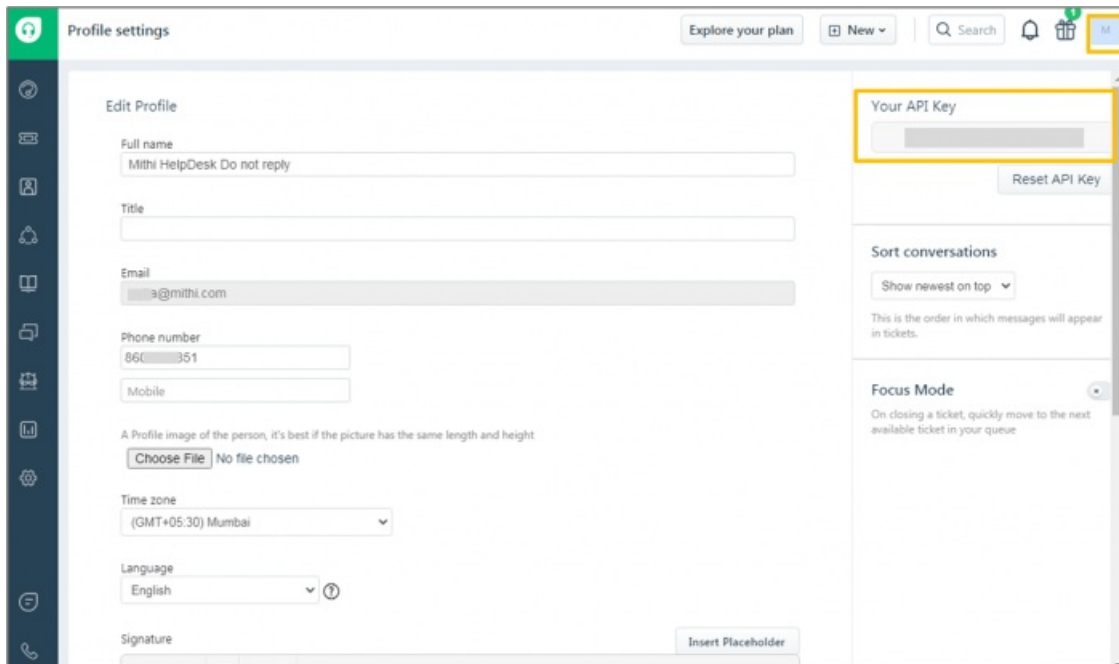 Profile settings
Explore your plan
New
Search
1
M
Edit Profile
Full name
Mithi HelpDesk Do not reply
Title
Email
a@mithi.com
Phone number
860 351
Mobile
A Profile image of the person, it's best if the picture has the same length and height
Choose File No file chosen
Time zone
(GMT+05:30) Mumbai
Language
English
?
Signature
Insert Placeholder
Your API Key
Reset API Key
Sort conversations
Show newest on top
This is the order in which messages will appear
in tickets.
Focus Mode
On closing a ticket, quickly move to the next
available ticket in your queue